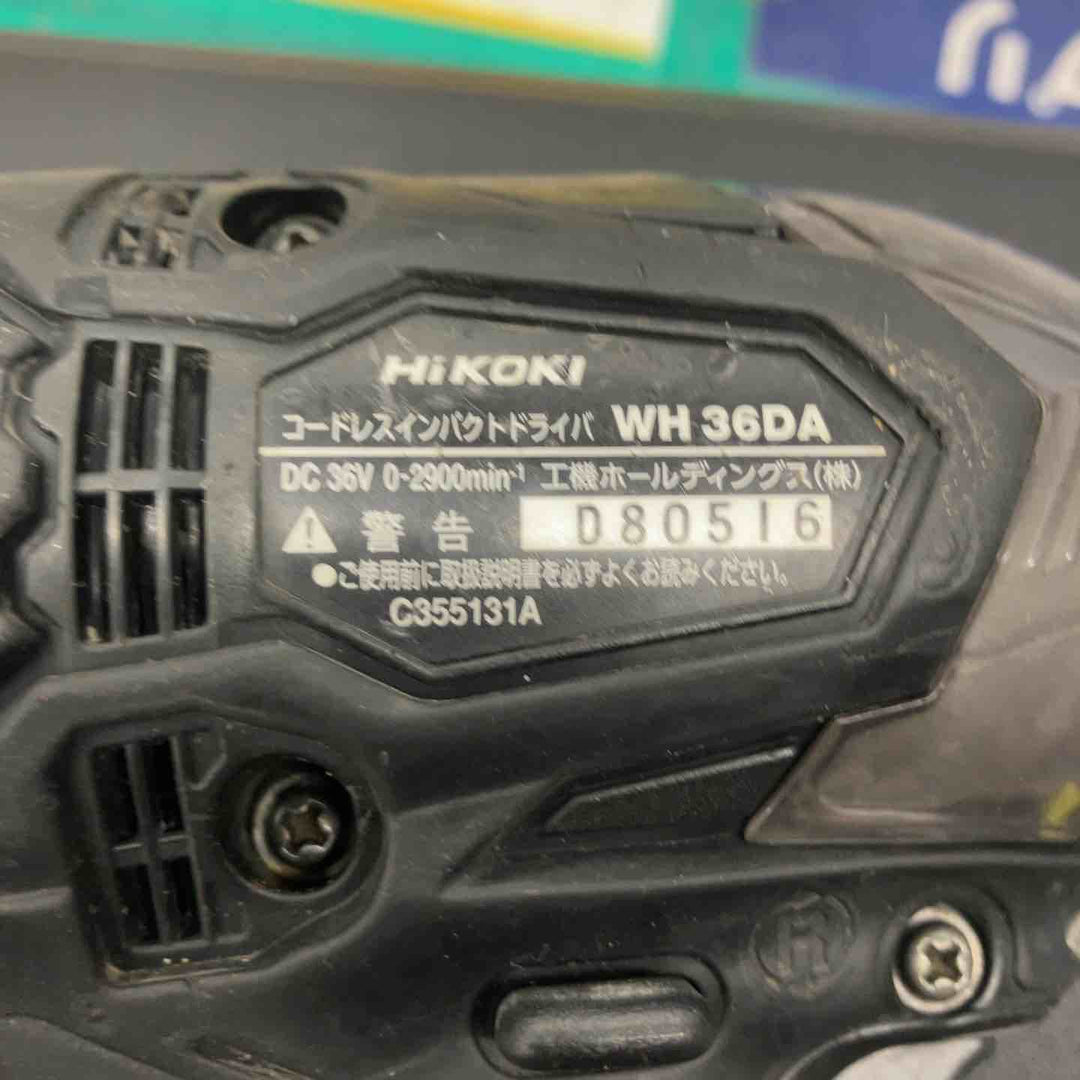 HiKOKI
コードレスインパクトドライバ WH 36DA
DC 36V 0-2900min-1 工機ホールディングス(株)
警告 D80516
●ご使用前に取扱説明書を必ずよくお読みください。
C355131A
R